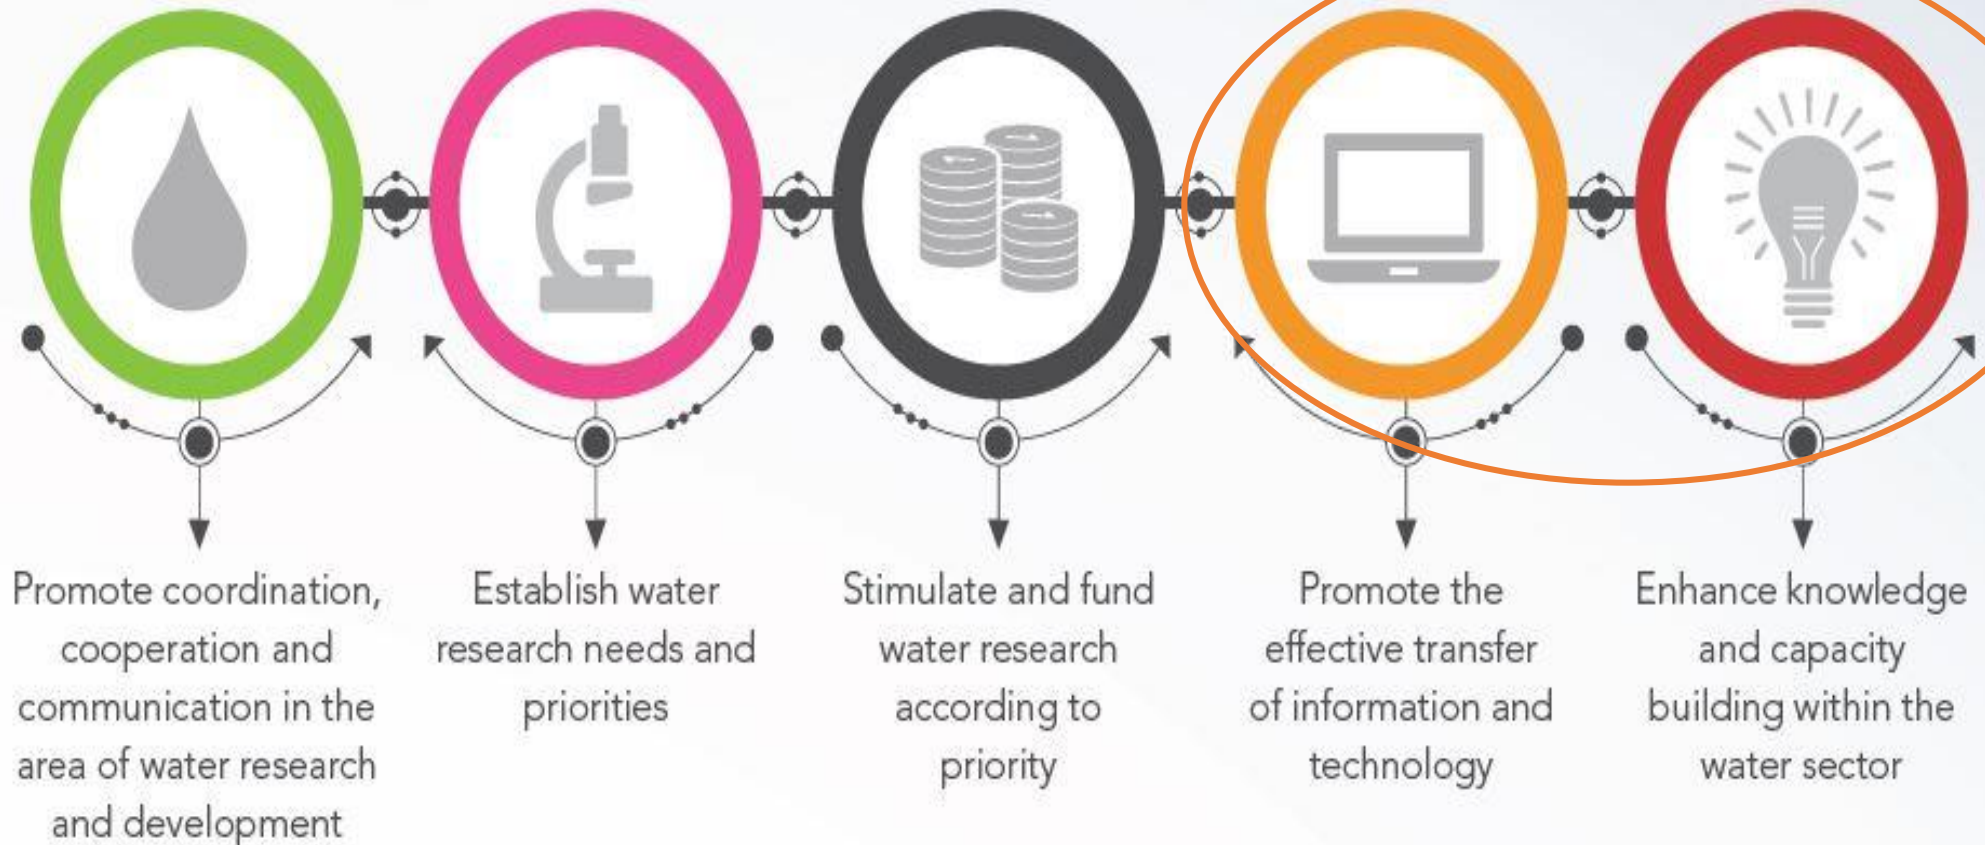 Promote coordination,
cooperation and
communication in the
area of water research
and development
Establish water
research needs and
priorities
Stimulate and fund
water research
according to
priority
Promote the
effective transfer
of information and
technology
Enhance knowledge
and capacity
building within the
water sector